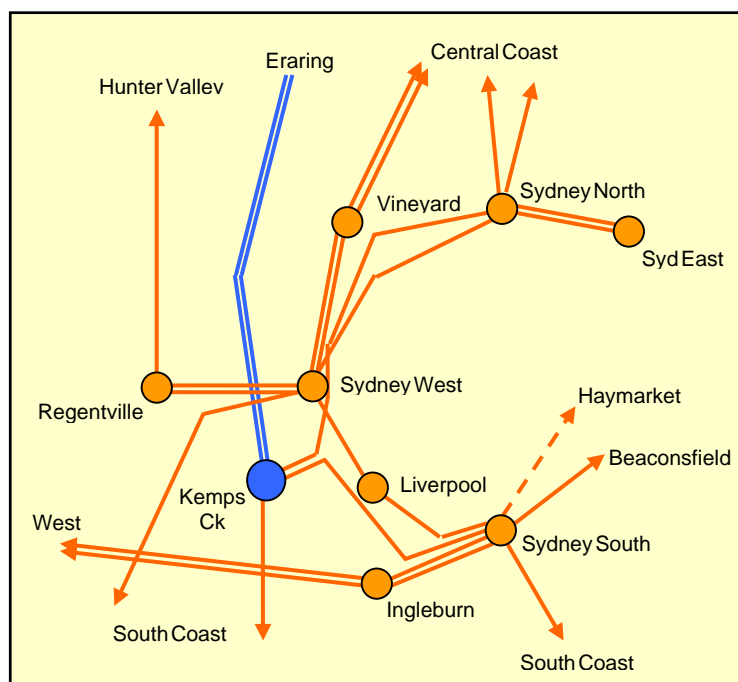 Eraring
Central Coast
Hunter Vallev
Sydney North
Vineyard
Syd East
Sydney West
Regentville
Haymarket
Beaconsfield
Liverpool
Kemps
Ck
West
Sydney South
Ingleburn
South Coast
South Coast